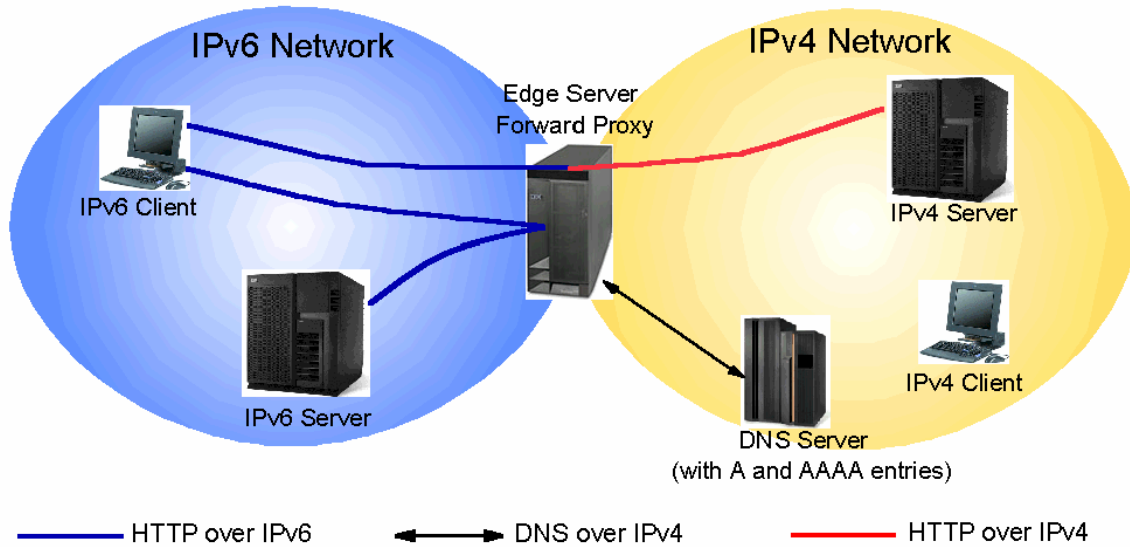 IPv6 Network
IPv4 Network
Edge Server
Forward Proxy
IPv6 Client
IPv4 Server
IPv6 Server
IPv4 Client
DNS Server
(with A and AAAA entries)
HTTP over IPv6
DNS over IPv4
HTTP over IPv4